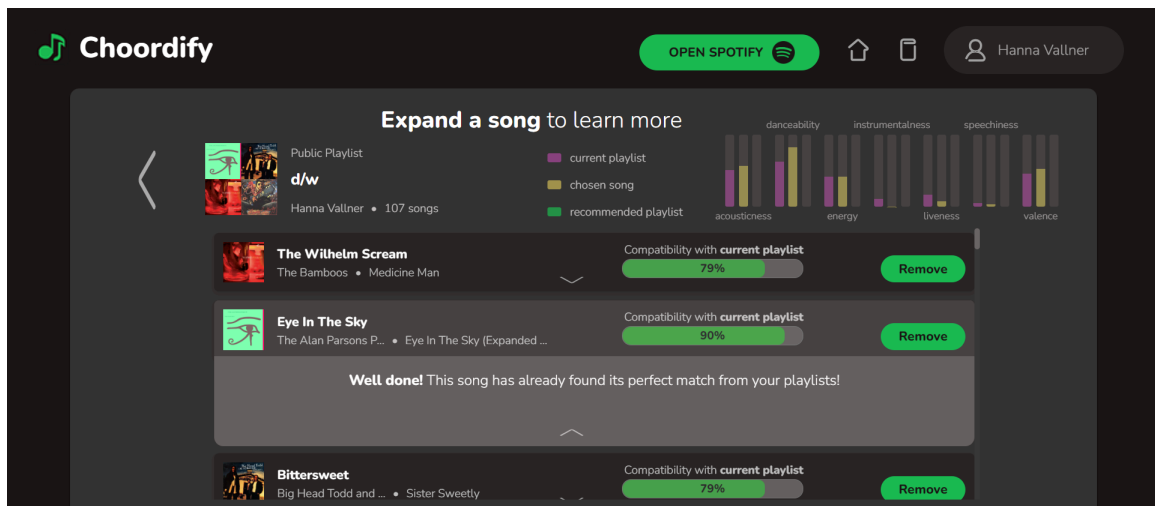 Choordify
OPEN SPOTIFY
Hanna Vallner
Expand a song to learn more
danceability instrumentalness speechiness
Public Playlist
d/w
Hanna Vallner • 107 songs
current playlist
chosen song
recommended playlist
acousticness energy liveness valence
The Wilhelm Scream
The Bamboos • Medicine Man
Compatibility with current playlist
79%
Remove
Eye In The Sky
The Alan Parsons P... • Eye In The Sky (Expanded ...
Compatibility with current playlist
90%
Remove
Well done! This song has already found its perfect match from your playlists!
Bittersweet
Big Head Todd and ... • Sister Sweetly
Compatibility with current playlist
79%
Remove